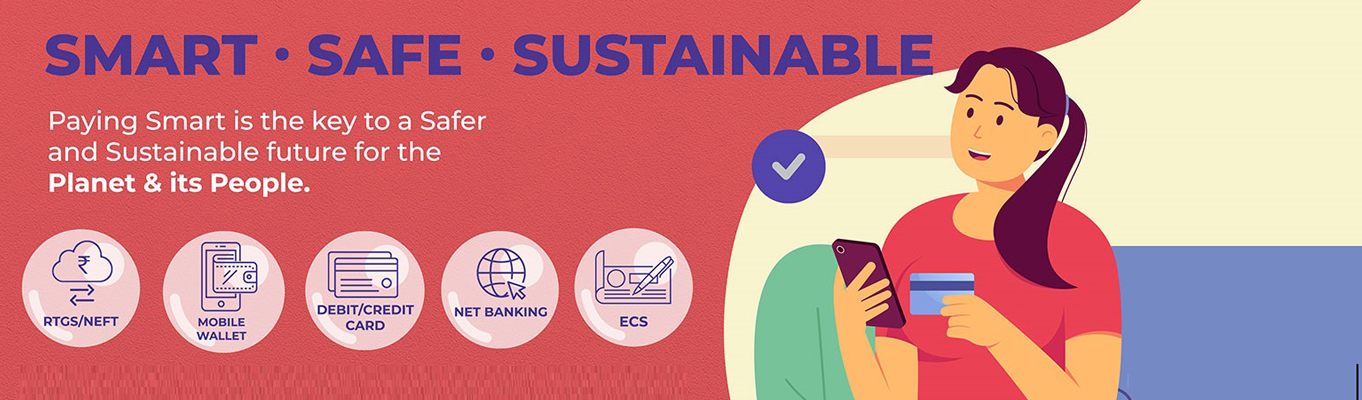 SMART • SAFE • SUSTAINABLE
Paying Smart is the key to a Safer
and Sustainable future for the
Planet & its People.
₹
RTGS/NEFT
MOBILE
WALLET
DEBIT/CREDIT
CARD
NET BANKING
ECS